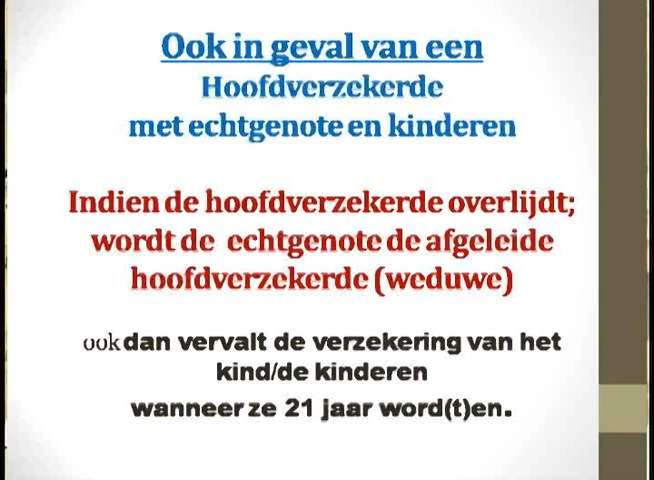 Ook in geval van een
Hoofdverzekerde
met echtgenote en kinderen
Indien de hoofdverzekerde overlijdt;
wordt de echtgenote de afgeleide
hoofdverzekerde (weduwe)
ook dan vervalt de verzekering van het
kind/de kinderen
wanneer ze 21 jaar word(t)en.